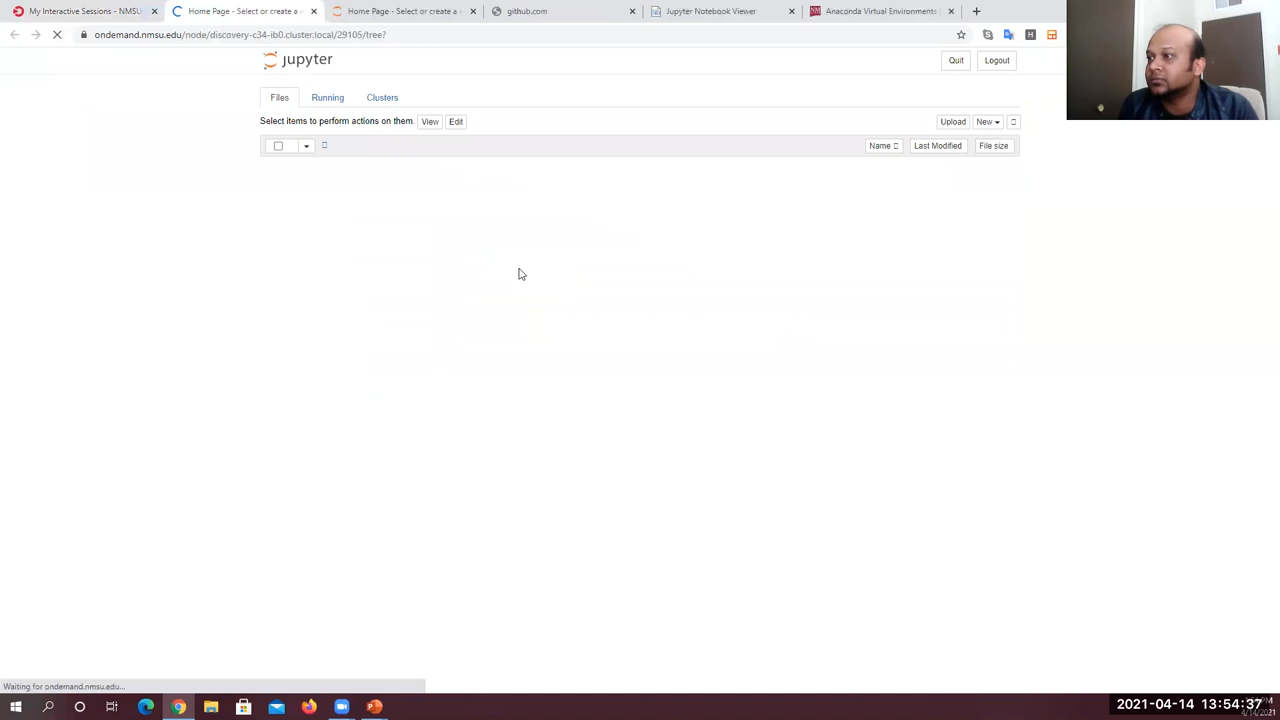 My Interactive Sessions - NMSU
Home Page - Select or create a
Home Page - Select or create a
github.com
Jupyter Notebook Viewer
Anaconda Virtual Environments
ondemand.nmsu.edu/node/discovery-c34-ib0.cluster.local/29105/tree?
jupyter
Quit
Logout
Files
Running
Clusters
Select items to perform actions on them.
View
Edit
Upload
New
Name
Last Modified
File size
Waiting for ondemand.nmsu.edu...
2021-04-14 13:54:37
4/14/2021